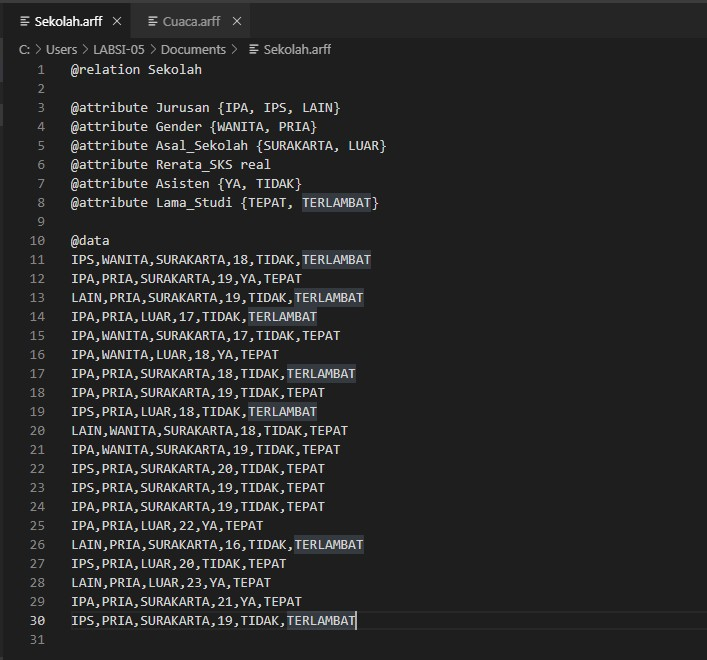 Sekolah.arff Cuaca.arff
C: > Users > LABSI-05 > Documents > Sekolah.arff
1 @relation Sekolah
2
3 @attribute Jurusan {IPA, IPS, LAIN}
4 @attribute Gender {WANITA, PRIA}
5 @attribute Asal_Sekolah {SURAKARTA, LUAR}
6 @attribute Rerata_SKS real
7 @attribute Asisten {YA, TIDAK}
8 @attribute Lama_Studi {TEPAT, TERLAMBAT}
9
10 @data
11 IPS,WANITA,SURAKARTA,18,TIDAK,TERLAMBAT
12 IPA,PRIA,SURAKARTA,19,YA,TEPAT
13 LAIN,PRIA,SURAKARTA,19,TIDAK,TERLAMBAT
14 IPA,PRIA,LUAR,17,TIDAK,TERLAMBAT
15 IPA,WANITA,SURAKARTA,17,TIDAK,TEPAT
16 IPA,WANITA,LUAR,18,YA,TEPAT
17 IPA,PRIA,SURAKARTA,18,TIDAK,TERLAMBAT
18 IPA,PRIA,SURAKARTA,19,TIDAK,TEPAT
19 IPS,PRIA,LUAR,18,TIDAK,TERLAMBAT
20 LAIN,WANITA,SURAKARTA,18,TIDAK,TEPAT
21 IPA,WANITA,SURAKARTA,19,TIDAK,TEPAT
22 IPS,PRIA,SURAKARTA,20,TIDAK,TEPAT
23 IPS,PRIA,SURAKARTA,19,TIDAK,TEPAT
24 IPA,PRIA,SURAKARTA,19,TIDAK,TEPAT
25 IPA,PRIA,LUAR,22,YA,TEPAT
26 LAIN,PRIA,SURAKARTA,16,TIDAK,TERLAMBAT
27 IPS,PRIA,LUAR,20,TIDAK,TEPAT
28 LAIN,PRIA,LUAR,23,YA,TEPAT
29 IPA,PRIA,SURAKARTA,21,YA,TEPAT
30 IPS,PRIA,SURAKARTA,19,TIDAK,TERLAMBAT
31